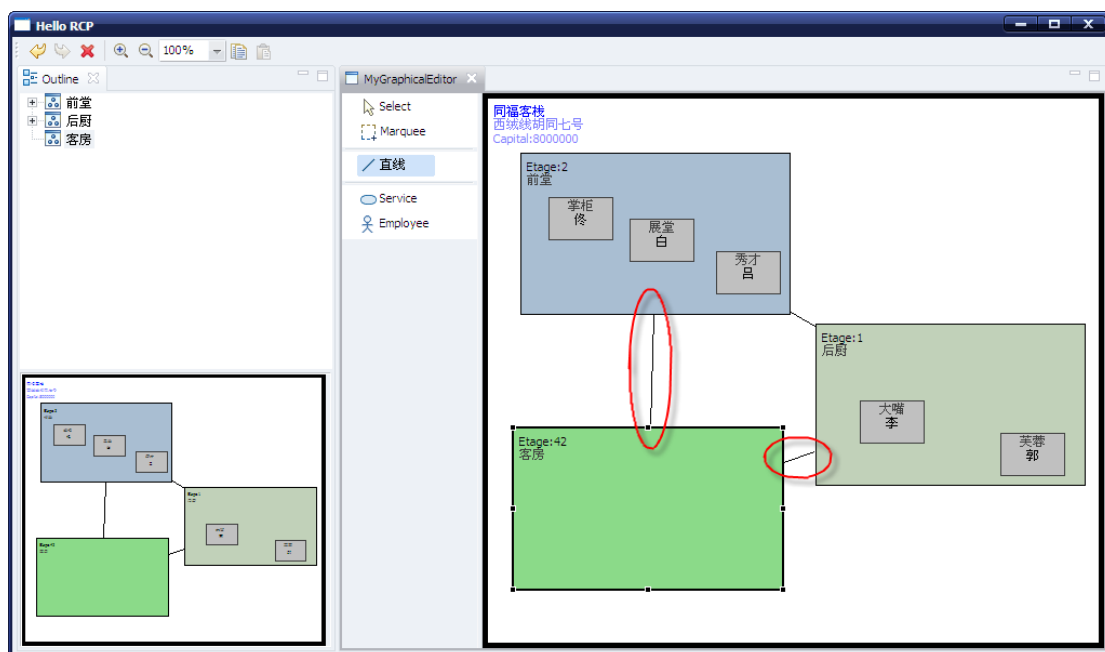 Hello RCP
100%
Outline
前堂
后厨
客房
MyGraphicalEditor
Select
Marquee
直线
Service
Employee
同福客栈
西绒线胡同七号
Capital:8000000
Etage:2
前堂
掌柜
佟
展堂
白
秀才
吕
Etage:1
后厨
大嘴
李
芙蓉
郭
Etage:42
客房